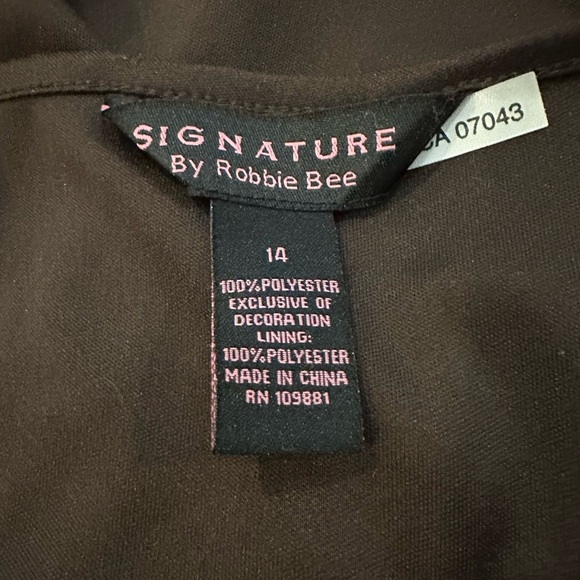 SIGNATURE
By Robbie Bee
CA 07043
14
100%POLYESTER
EXCLUSIVE OF
DECORATION
LINING:
100%POLYESTER
MADE IN CHINA
RN 109881